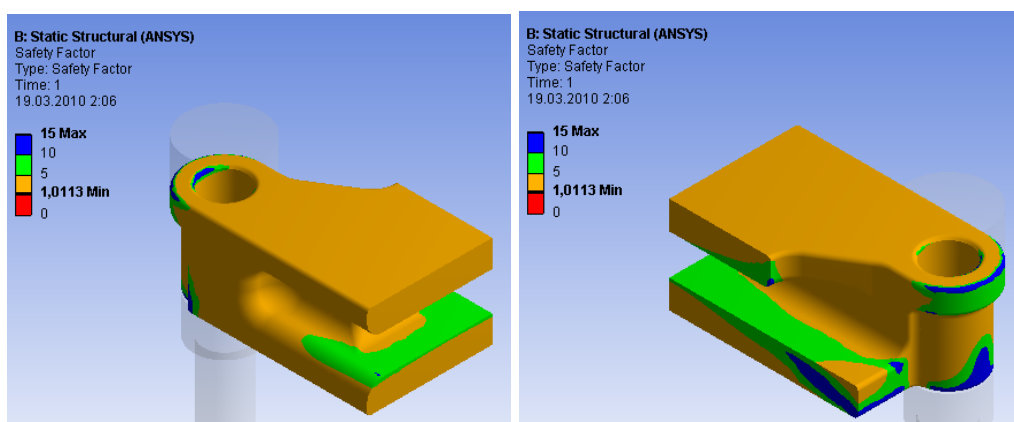 B: Static Structural (ANSYS)
Safety Factor
Type: Safety Factor
Time: 1
19.03.2010 2:06
15 Max
10
5
1,0113 Min
0
B: Static Structural (ANSYS)
Safety Factor
Type: Safety Factor
Time: 1
19.03.2010 2:06
15 Max
10
5
1,0113 Min
0